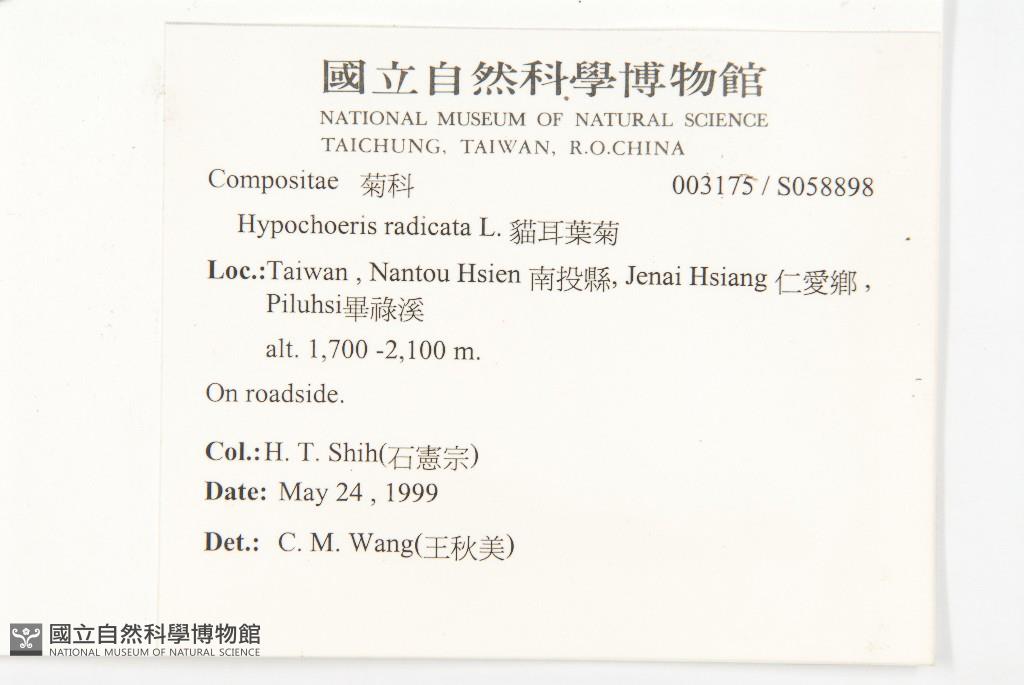 國立自然科學博物館
NATIONAL MUSEUM OF NATURAL SCIENCE
TAICHUNG, TAIWAN, R.O.CHINA
Compositae 菊科 003175 / S058898
Hypochoeris radicata L. 貓耳葉菊
Loc.:Taiwan , Nantou Hsien 南投縣, Jenai Hsiang 仁愛鄉 ,
Piluhsi畢祿溪
alt. 1,700 -2,100 m.
On roadside.
Col.:H. T. Shih(石憲宗)
Date: May 24 , 1999
Det.: C. M. Wang(王秋美)
國立自然科學博物館
NATIONAL MUSEUM OF NATURAL SCIENCE